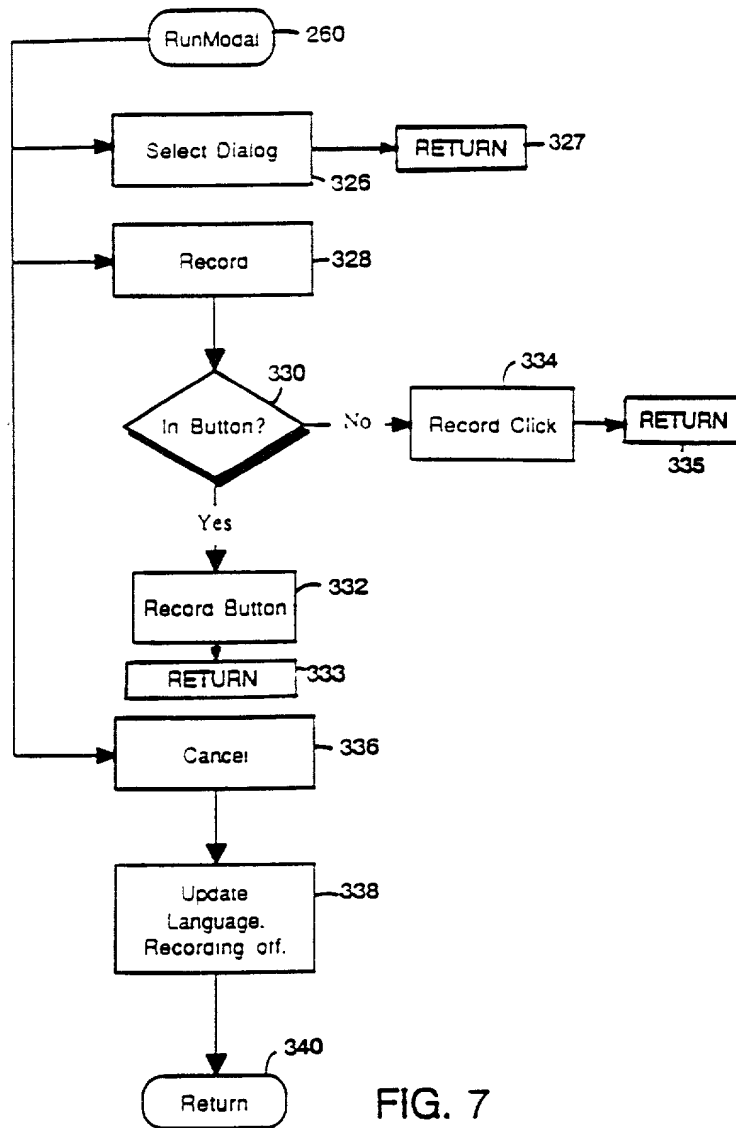 RunModal
260
Select Dialog
326
RETURN
327
Record
328
In Button?
330
No
334
Record Click
RETURN
335
Yes
332
Record Button
RETURN
333
Cancel
336
Update
Language.
Recording off.
338
Return
340
FIG. 7